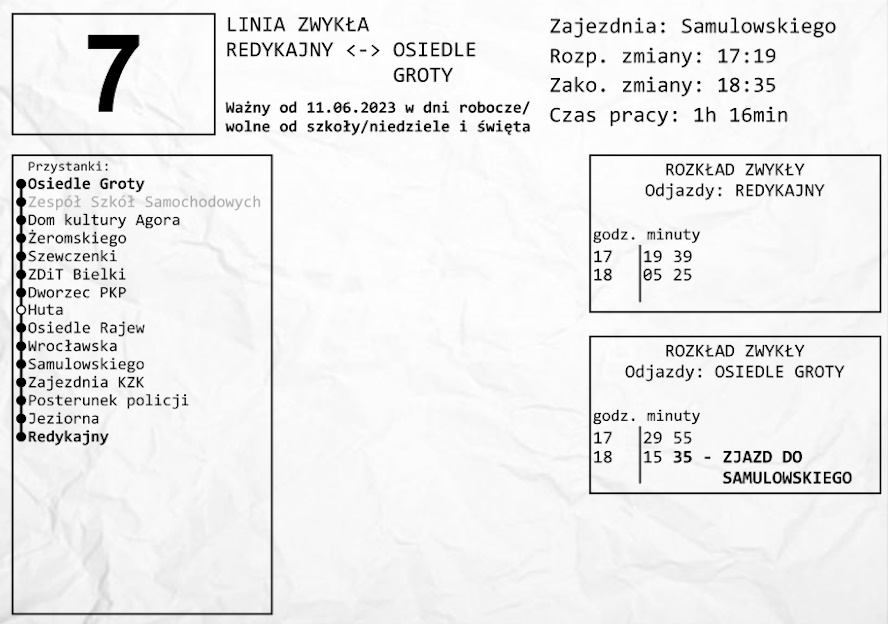 7
LINIA ZWYKŁA
REDYKAJNY <-> OSIEDLE
GROTY
Ważny od 11.06.2023 w dni robocze/
wolne od szkoły/niedziele i święta
Zajezdnia: Samulowskiego
Rozp. zmiany: 17:19
Zako. zmiany: 18:35
Czas pracy: 1h 16min
Przystanki:
Osiedle Groty
Zespół Szkół Samochodowych
Dom kultury Agora
Żeromskiego
Szewczenki
ZDiT Bielki
Dworzec PKP
Huta
Osiedle Rajew
Wrocławska
Samulowskiego
Zajezdnia KZK
Posterunek policji
Jeziorna
Redykajny
ROZKŁAD ZWYKŁY
Odjazdy: REDYKAJNY
godz. minuty
17 19 39
18 05 25
ROZKŁAD ZWYKŁY
Odjazdy: OSIEDLE GROTY
godz. minuty
17 29 55
18 15 35 - ZJAZD DO
SAMULOWSKIEGO